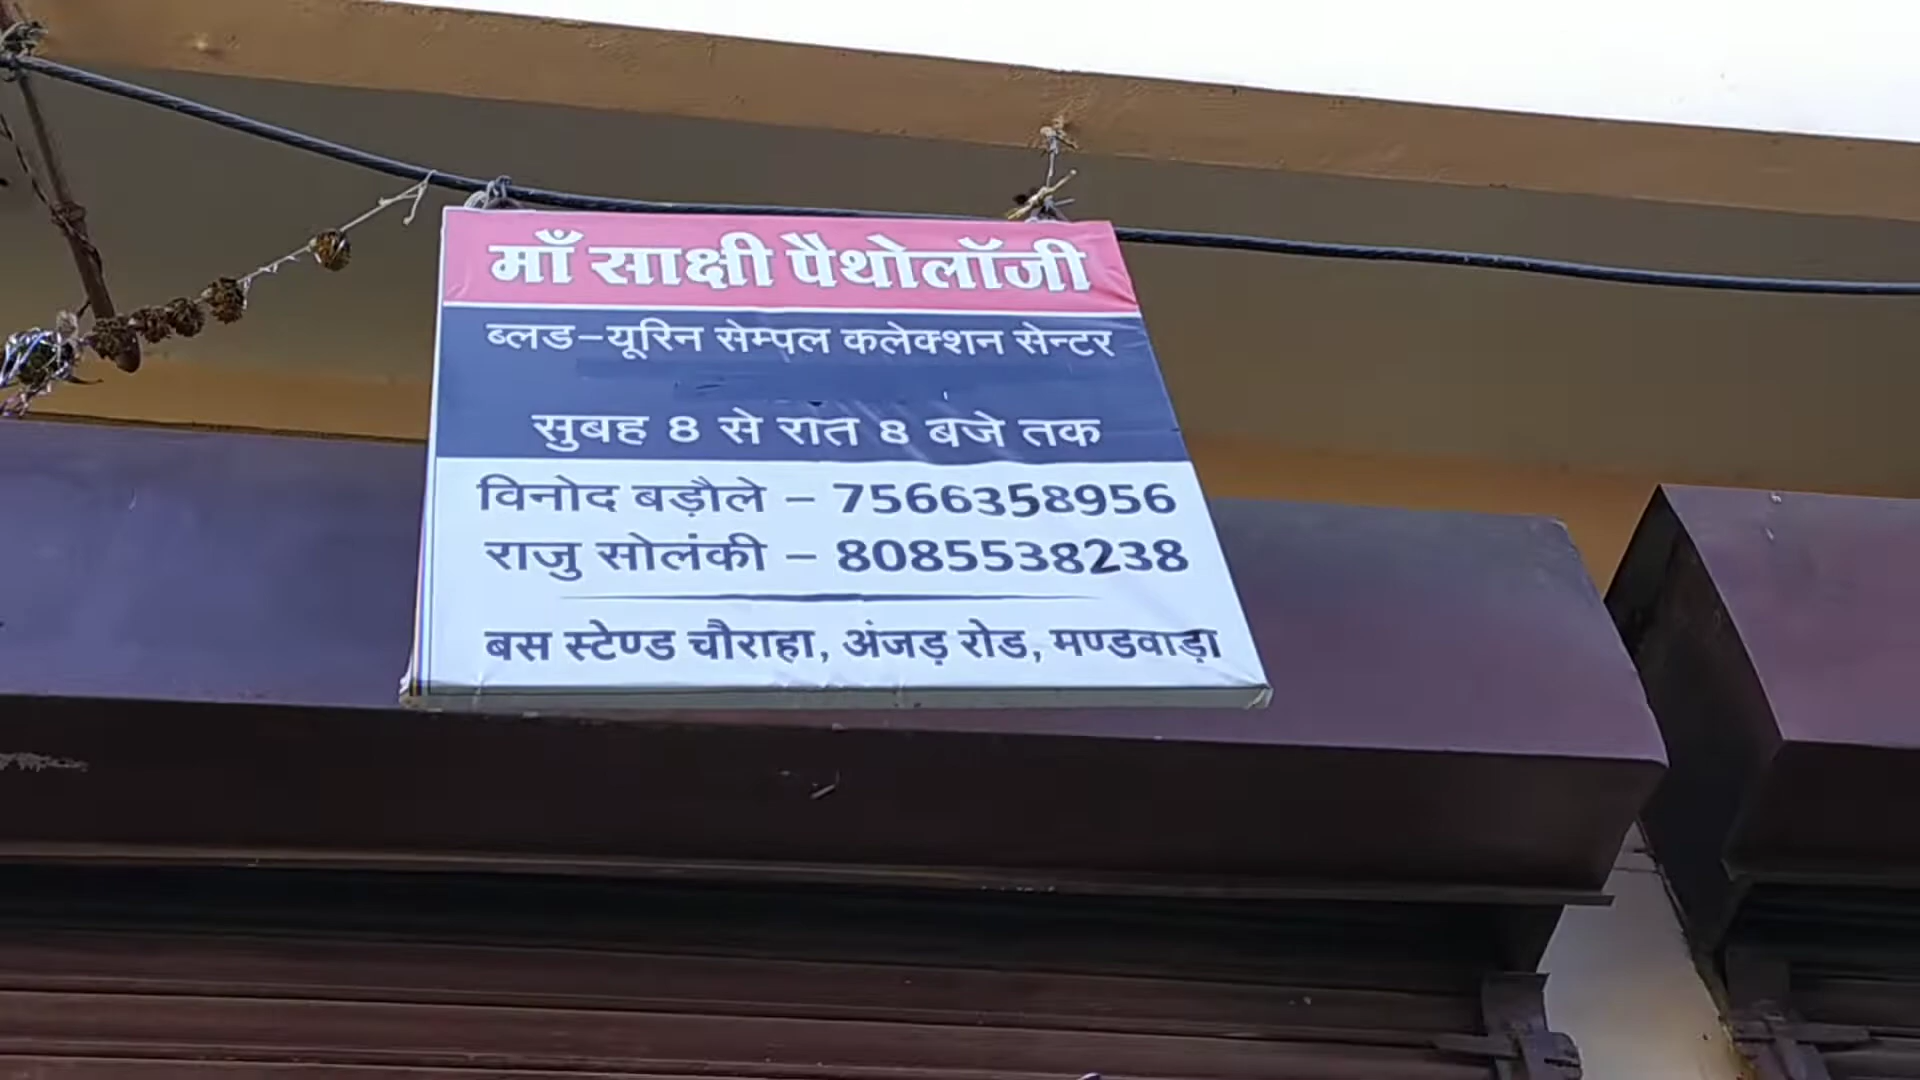 माँ साक्षी पैथोलॉजी
ब्लड-यूरिन सेम्पल कलेक्शन सेन्टर
सुबह 8 से रात 8 बजे तक
विनोद बड़ौले - 7566358956
राजु सोलंकी - 8085538238
बस स्टेण्ड चौराहा, अंजड़ रोड, मण्डवाड़ा